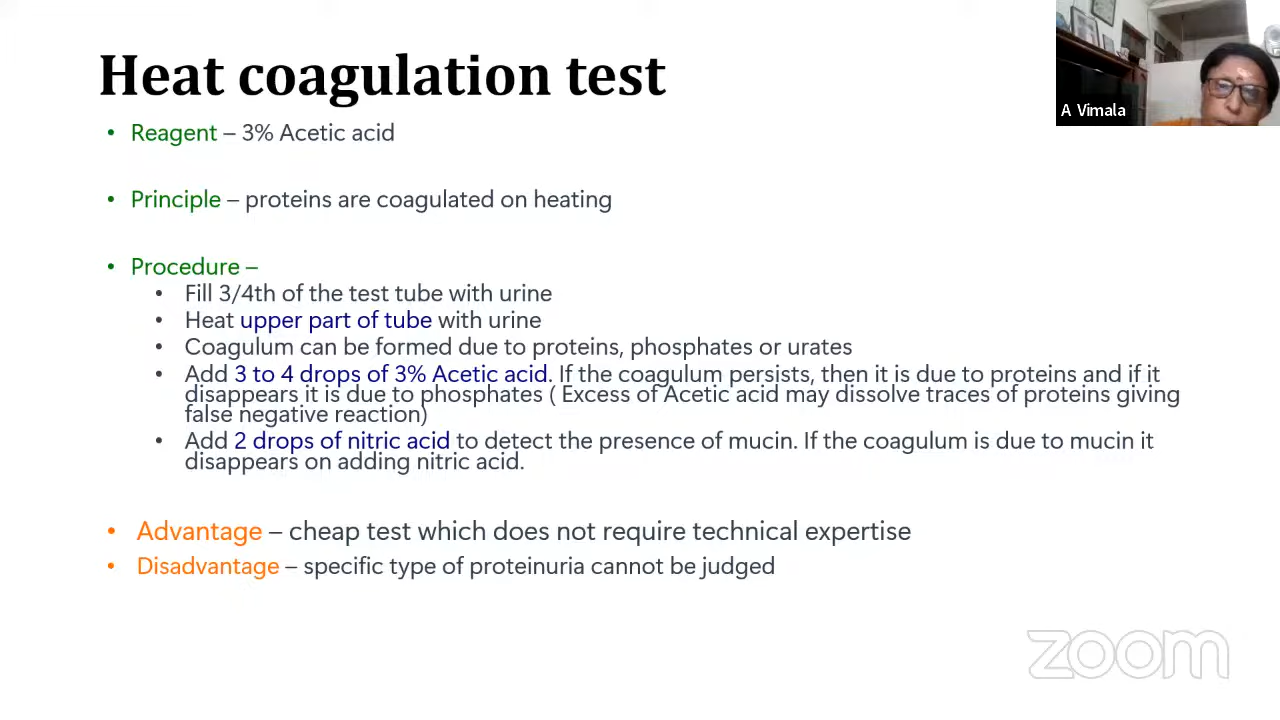 Heat coagulation test
• Reagent – 3% Acetic acid
• Principle – proteins are coagulated on heating
• Procedure –
• Fill 3/4th of the test tube with urine
• Heat upper part of tube with urine
• Coagulum can be formed due to proteins, phosphates or urates
• Add 3 to 4 drops of 3% Acetic acid. If the coagulum persists, then it is due to proteins and if it
disappears it is due to phosphates ( Excess of Acetic acid may dissolve traces of proteins giving
false negative reaction)
• Add 2 drops of nitric acid to detect the presence of mucin. If the coagulum is due to mucin it
disappears on adding nitric acid.
• Advantage – cheap test which does not require technical expertise
• Disadvantage – specific type of proteinuria cannot be judged
A Vimala
zoom